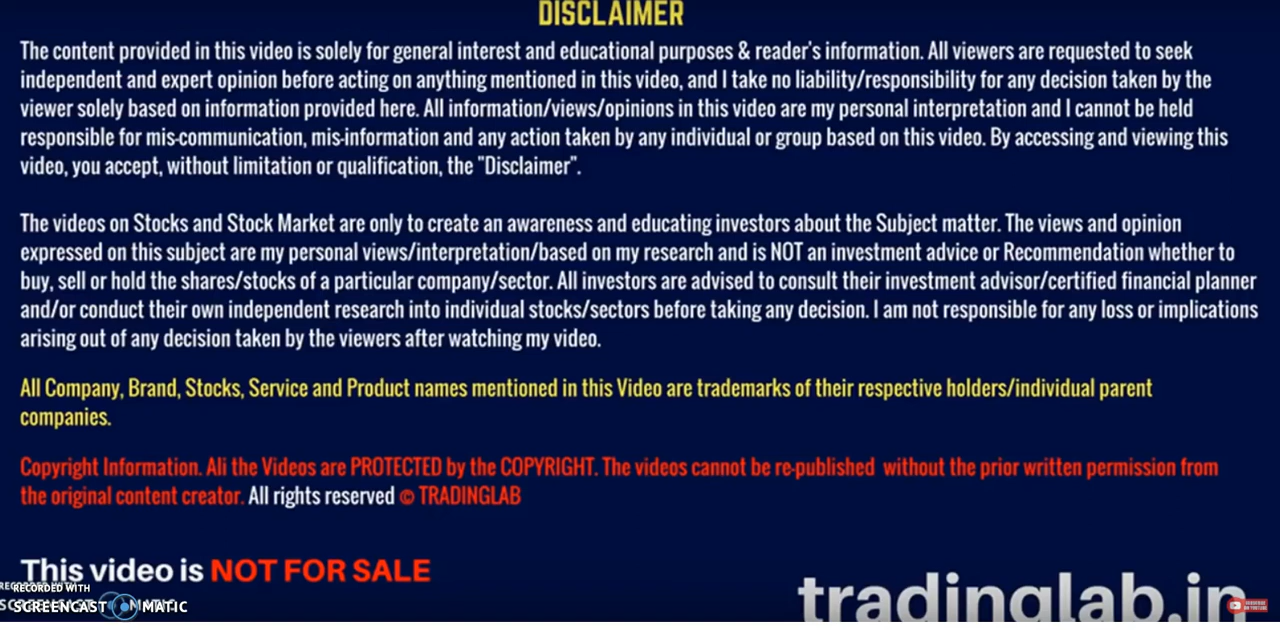 DISCLAIMER
The content provided in this video is solely for general interest and educational purposes & reader's information. All viewers are requested to seek
independent and expert opinion before acting on anything mentioned in this video, and I take no liability/responsibility for any decision taken by the
viewer solely based on information provided here. All information/views/opinions in this video are my personal interpretation and I cannot be held
responsible for mis-communication, mis-information and any action taken by any individual or group based on this video. By accessing and viewing this
video, you accept, without limitation or qualification, the "Disclaimer".
The videos on Stocks and Stock Market are only to create an awareness and educating investors about the Subject matter. The views and opinion
expressed on this subject are my personal views/interpretation/based on my research and is NOT an investment advice or Recommendation whether to
buy, sell or hold the shares/stocks of a particular company/sector. All investors are advised to consult their investment advisor/certified financial planner
and/or conduct their own independent research into individual stocks/sectors before taking any decision. I am not responsible for any loss or implications
arising out of any decision taken by the viewers after watching my video.
All Company, Brand, Stocks, Service and Product names mentioned in this Video are trademarks of their respective holders/individual parent
companies.
Copyright Information. Ali the Videos are PROTECTED by the COPYRIGHT. The videos cannot be re-published without the prior written permission from
the original content creator. All rights reserved © TRADINGLAB
This video is NOT FOR SALE
RECORDED WITH
SCREENCAST MATIC
tradinglab.in
SUBSCRIBE
ON YOUTUBE